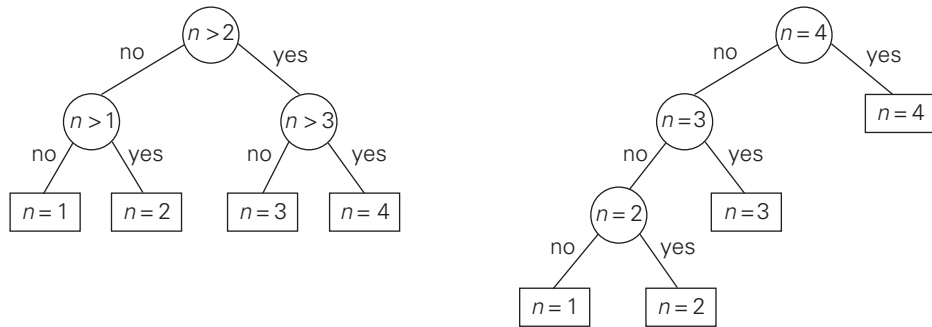 n > 2
no
yes
n > 1
n > 3
no
yes
no
yes
n = 1
n = 2
n = 3
n = 4
n = 4
no
yes
n = 3
n = 4
no
yes
n = 2
n = 3
no
yes
n = 1
n = 2